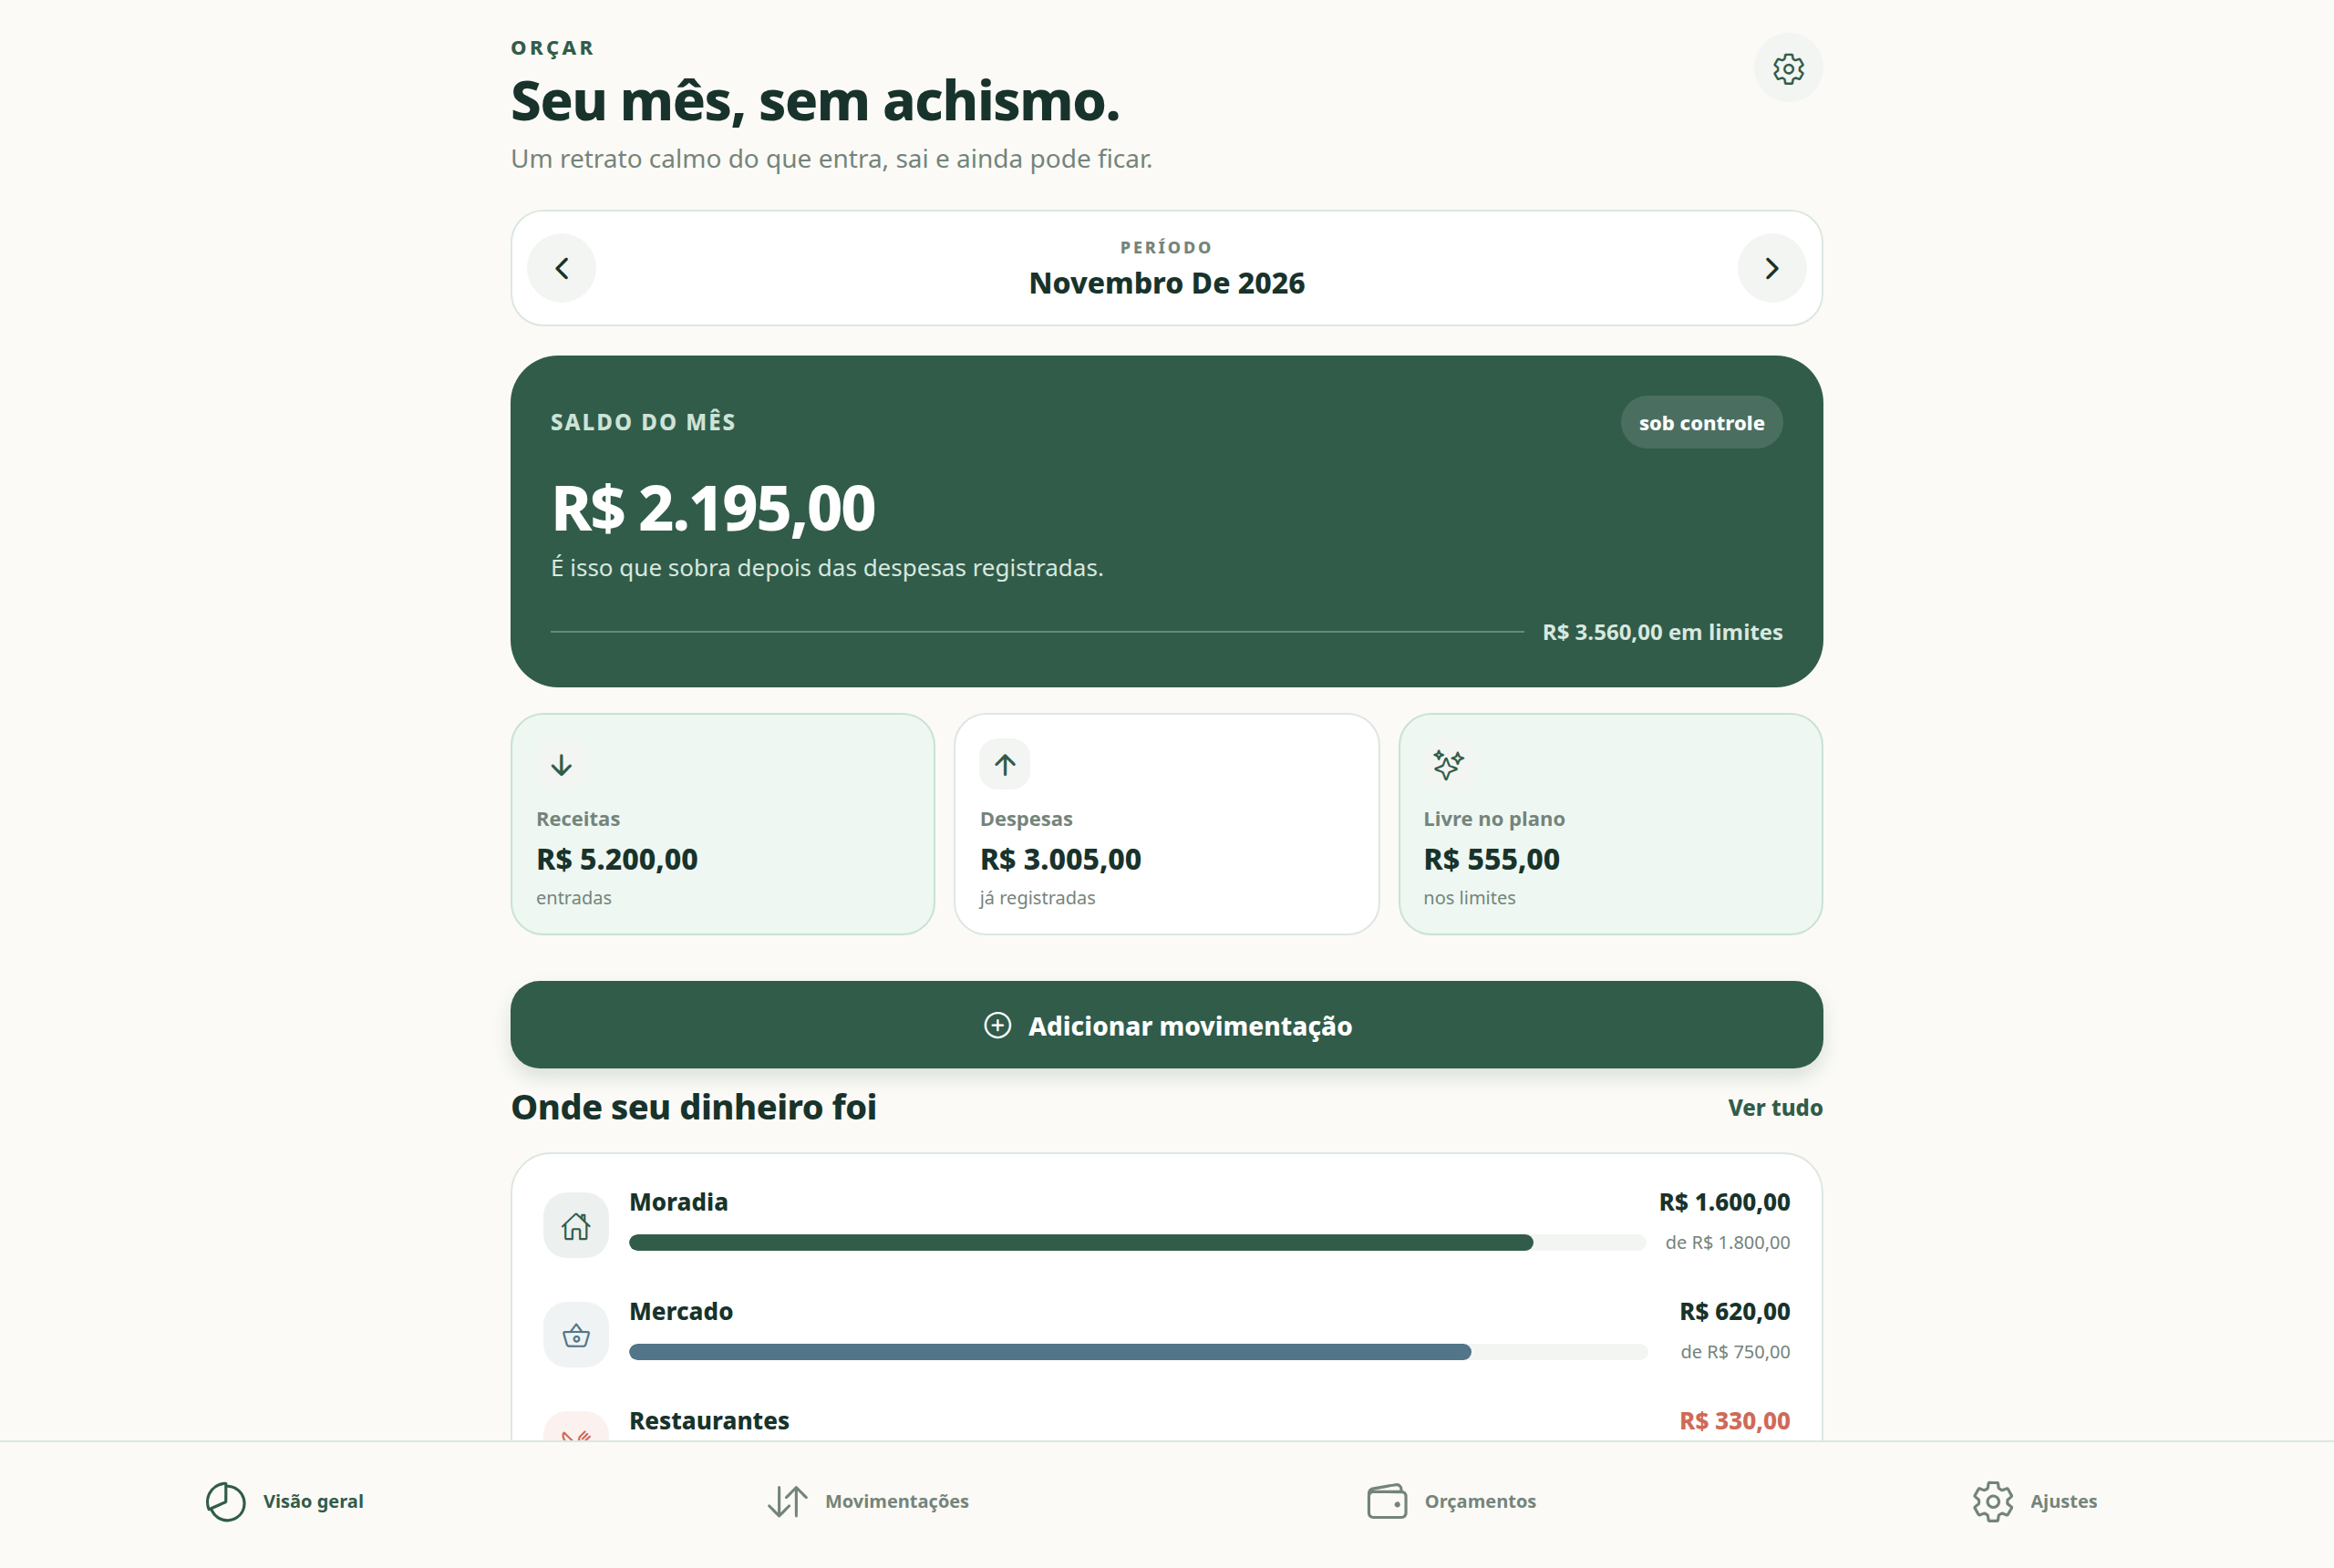 ORÇAR
Seu mês, sem achismo.
Um retrato calmo do que entra, sai e ainda pode ficar.
PERÍODO
Novembro De 2026
SALDO DO MÊS
sob controle
R$ 2.195,00
É isso que sobra depois das despesas registradas.
R$ 3.560,00 em limites
Receitas
R$ 5.200,00
entradas
Despesas
R$ 3.005,00
já registradas
Livre no plano
R$ 555,00
nos limites
Adicionar movimentação
Onde seu dinheiro foi
Ver tudo
Moradia
R$ 1.600,00
de R$ 1.800,00
Mercado
R$ 620,00
de R$ 750,00
Restaurantes
R$ 330,00
Visão geral
Movimentações
Orçamentos
Ajustes